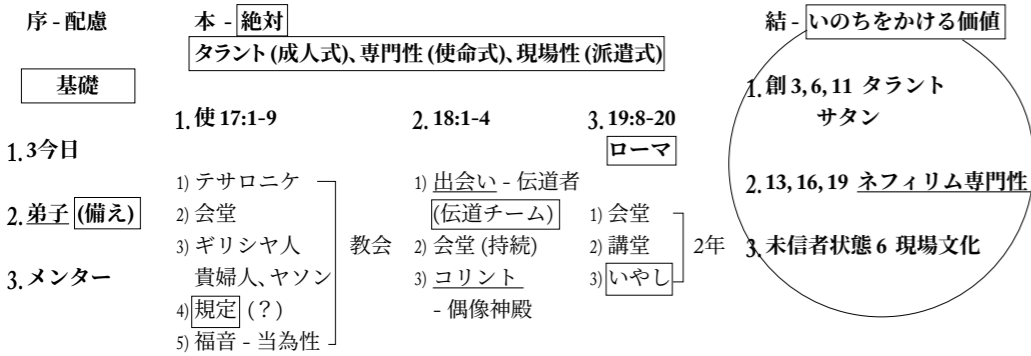 序 - 配慮
基礎
1. 3今日
2. 弟子 (備え)
3. メンター
本 - 絶対
タラント (成人式)、専門性 (使命式)、現場性 (派遣式)
1. 使 17:1-9
1) テサロニケ
2) 会堂
3) ギリシヤ人
貴婦人、ヤソン
4) 規定 (？)
5) 福音 - 当為性
教会
2. 18:1-4
1) 出会い - 伝道者
(伝道チーム)
2) 会堂 (持続)
3) コリント
- 偶像神殿
3. 19:8-20
ローマ
1) 会堂
2) 講堂
3) いやし
2年
結 - いのちをかける価値
1. 創 3, 6, 11 タラント
サタン
2. 13, 16, 19 ネフィリム専門性
3. 未信者状態 6 現場文化